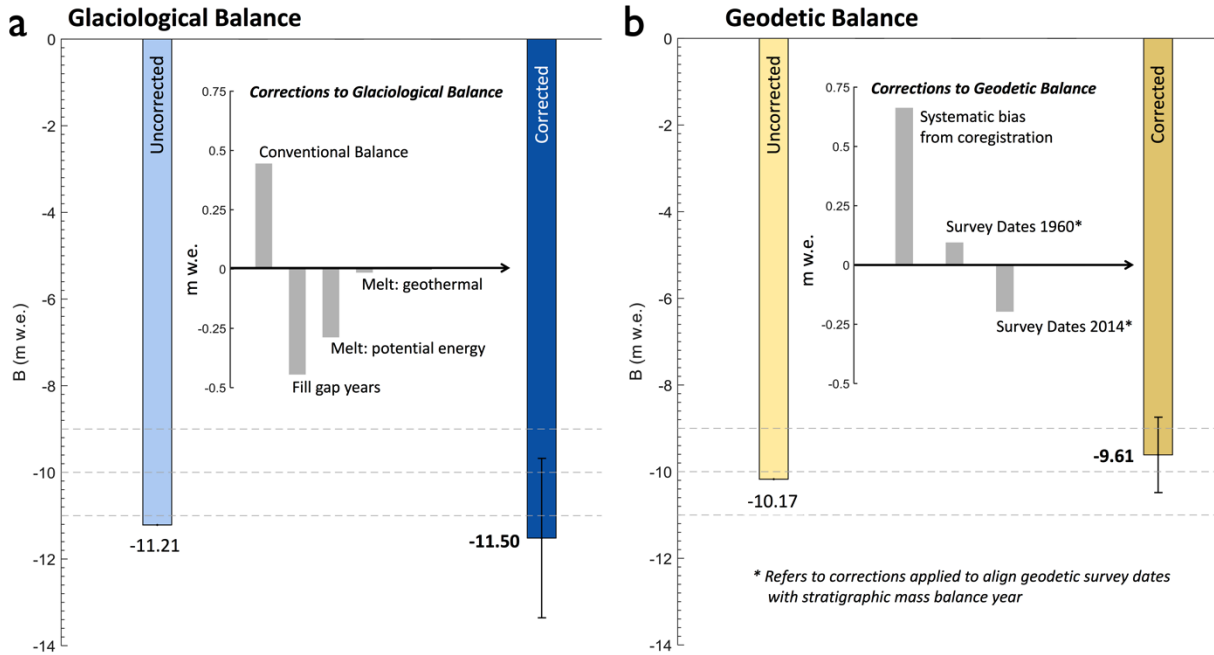 a
Glaciological Balance
0
-2
-4
-6
-8
-10
-12
-14
B (m w.e.)
Uncorrected
Corrected
-11.21
-11.50
Corrections to Glaciological Balance
0.75
0.5
0.25
0
-0.25
-0.5
m w.e.
Conventional Balance
Melt: geothermal
Melt: potential energy
Fill gap years
b
Geodetic Balance
0
-2
-4
-6
-8
-10
-12
-14
B (m w.e.)
Uncorrected
Corrected
-10.17
-9.61
Corrections to Geodetic Balance
0.75
0.5
0.25
0
-0.25
-0.5
m w.e.
Systematic bias
from coregistration
Survey Dates 1960*
Survey Dates 2014*
* Refers to corrections applied to align geodetic survey dates
with stratigraphic mass balance year